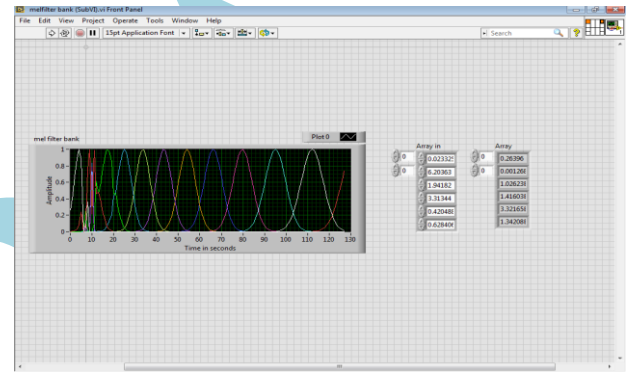 melfilter bank (SubVI).vi Front Panel
File Edit View Project Operate Tools Window Help
15pt Application Font
Search
mel filter bank
Plot 0
Amplitude
1
0.8
0.6
0.4
0.2
0
0 10 20 30 40 50 60 70 80 90 100 110 120 130
Time in seconds
Array in
0
0
0.02332
6.20363
1.94182
3.31344
0.42048
0.62840
Array
0
0
0.26396
0.00126
1.02623
1.41603
3.32165
1.34208